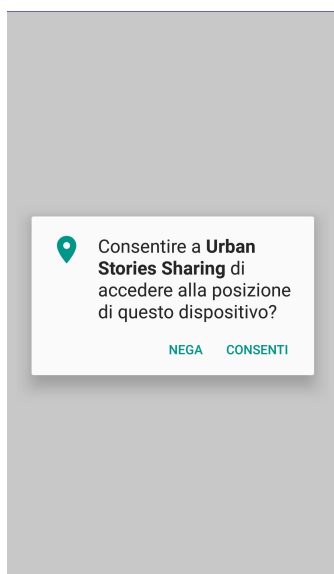 Consentire a Urban
Stories Sharing di
accedere alla posizione
di questo dispositivo?
NEGA CONSENTI